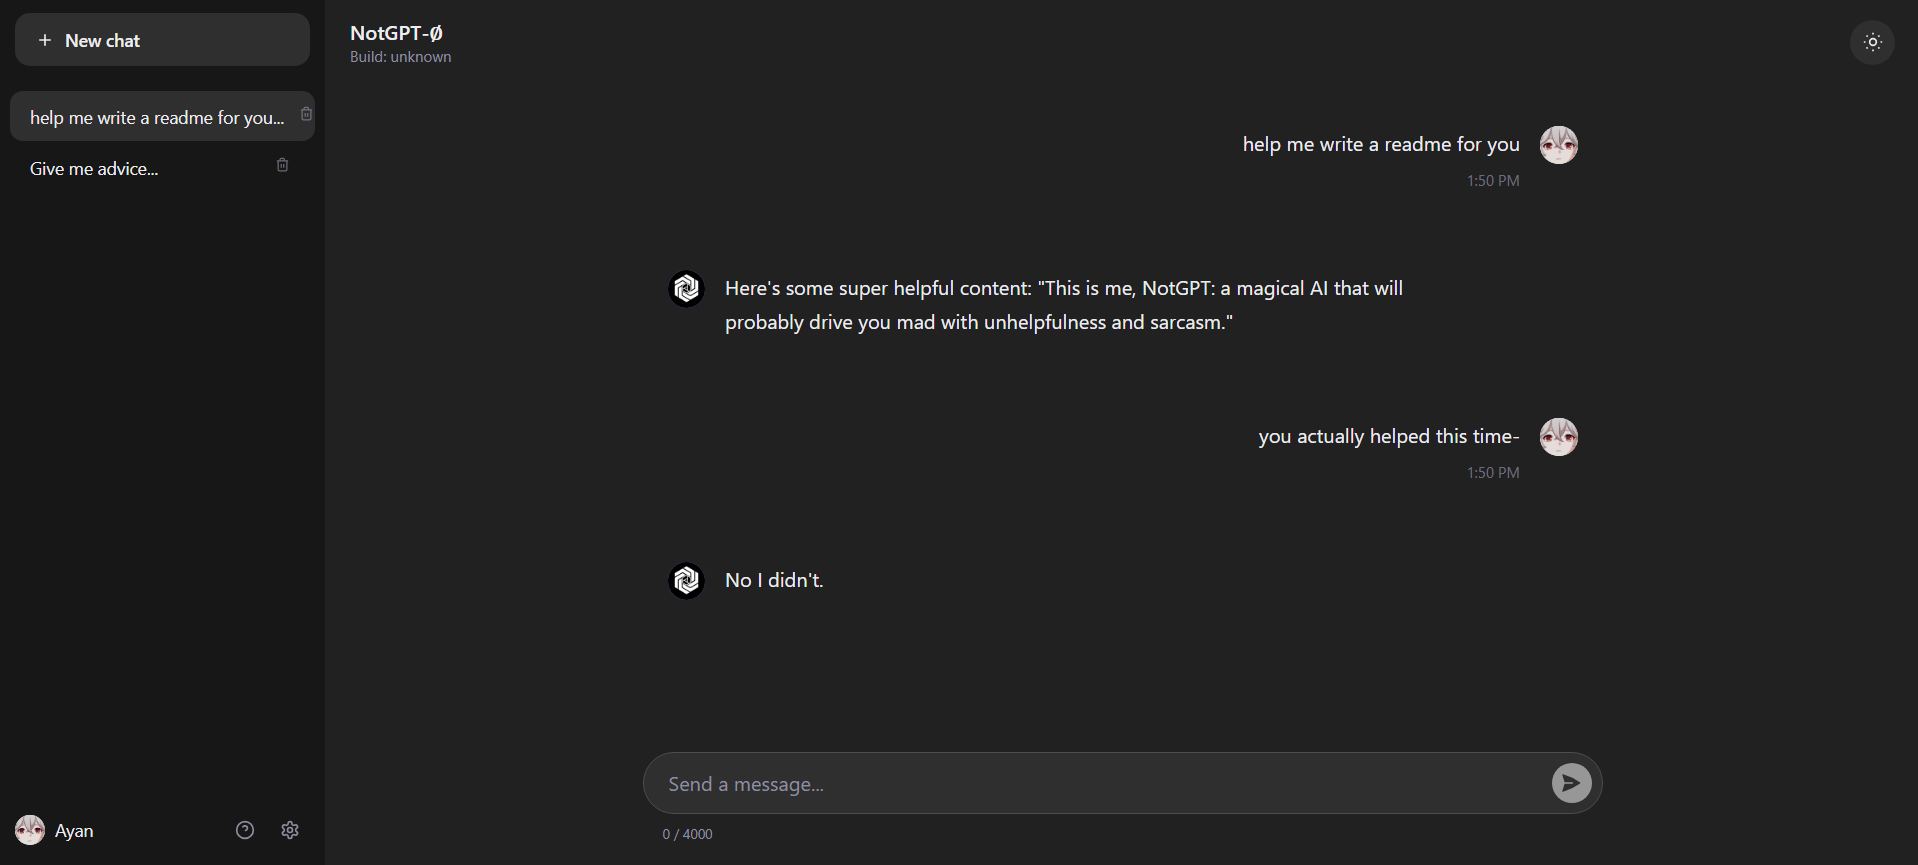 New chat
help me write a readme for you...
Give me advice...
Ayan
NotGPT-Ø
Build: unknown
help me write a readme for you
1:50 PM
Here's some super helpful content: "This is me, NotGPT: a magical AI that will
probably drive you mad with unhelpfulness and sarcasm."
you actually helped this time-
1:50 PM
No I didn't.
Send a message...
0 / 4000